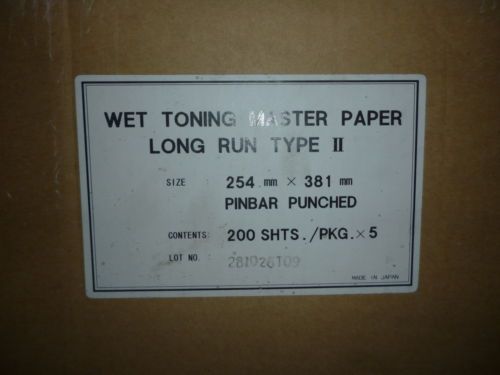 WET TONING MASTER PAPER
LONG RUN TYPE II
SIZE 254 mm × 381 mm
PINBAR PUNCHED
CONTENTS: 200 SHTS./PKG. × 5
LOT NO. 281026T09
MADE IN JAPAN